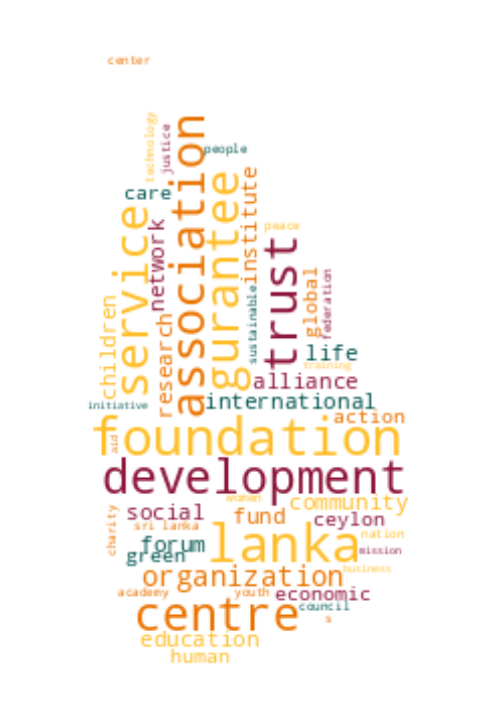 center
technology
justice
people
care
association
gurantee
institute
service
network
peace
trust
children
research
sustainable
global
federation
life
training
alliance
initiative
international
action
foundation
aid
development
women
community
charity
social
fund
ceylon
sri lanka
nation
forum
lanka
green
mission
organization
business
academy
youth
economic
centre
council
s
education
human